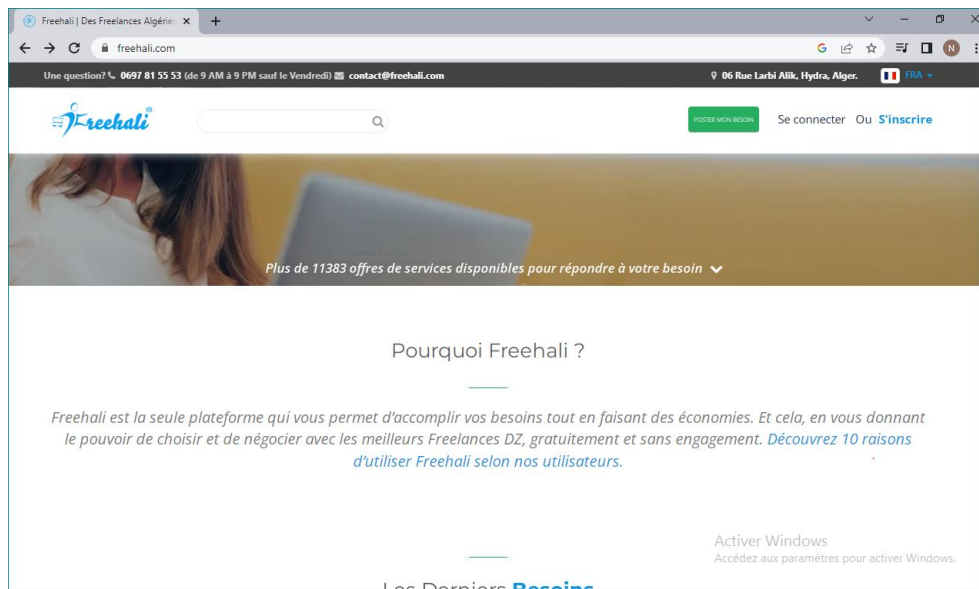 Freehali | Des Freelances Algérie
freehali.com
N
Une question? 0697 81 55 53 (de 9 AM à 9 PM sauf le Vendredi) contact@freehali.com
06 Rue Larbi Alik, Hydra, Alger.
FRA
Freehali®
POSTER MON BESOIN
Se connecter Ou S'inscrire
Plus de 11383 offres de services disponibles pour répondre à votre besoin
Pourquoi Freehali ?
Freehali est la seule plateforme qui vous permet d'accomplir vos besoins tout en faisant des économies. Et cela, en vous donnant
le pouvoir de choisir et de négocier avec les meilleurs Freelances DZ, gratuitement et sans engagement. Découvrez 10 raisons
d'utiliser Freehali selon nos utilisateurs.
Activer Windows
Accédez aux paramètres pour activer Windows.
Les Derniers Besoins